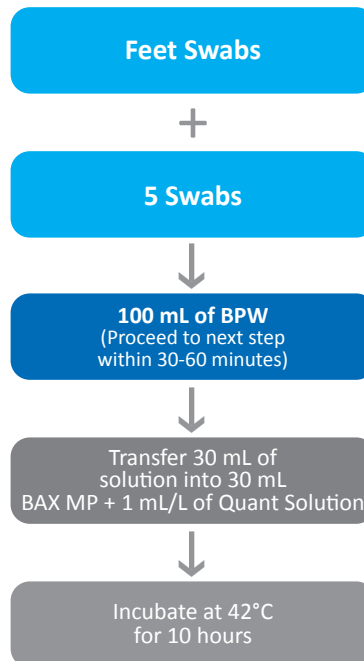 Feet Swabs
+
5 Swabs
100 mL of BPW
(Proceed to next step
within 30-60 minutes)
Transfer 30 mL of
solution into 30 mL
BAX MP + 1 mL/L of Quant Solution
Incubate at 42°C
for 10 hours